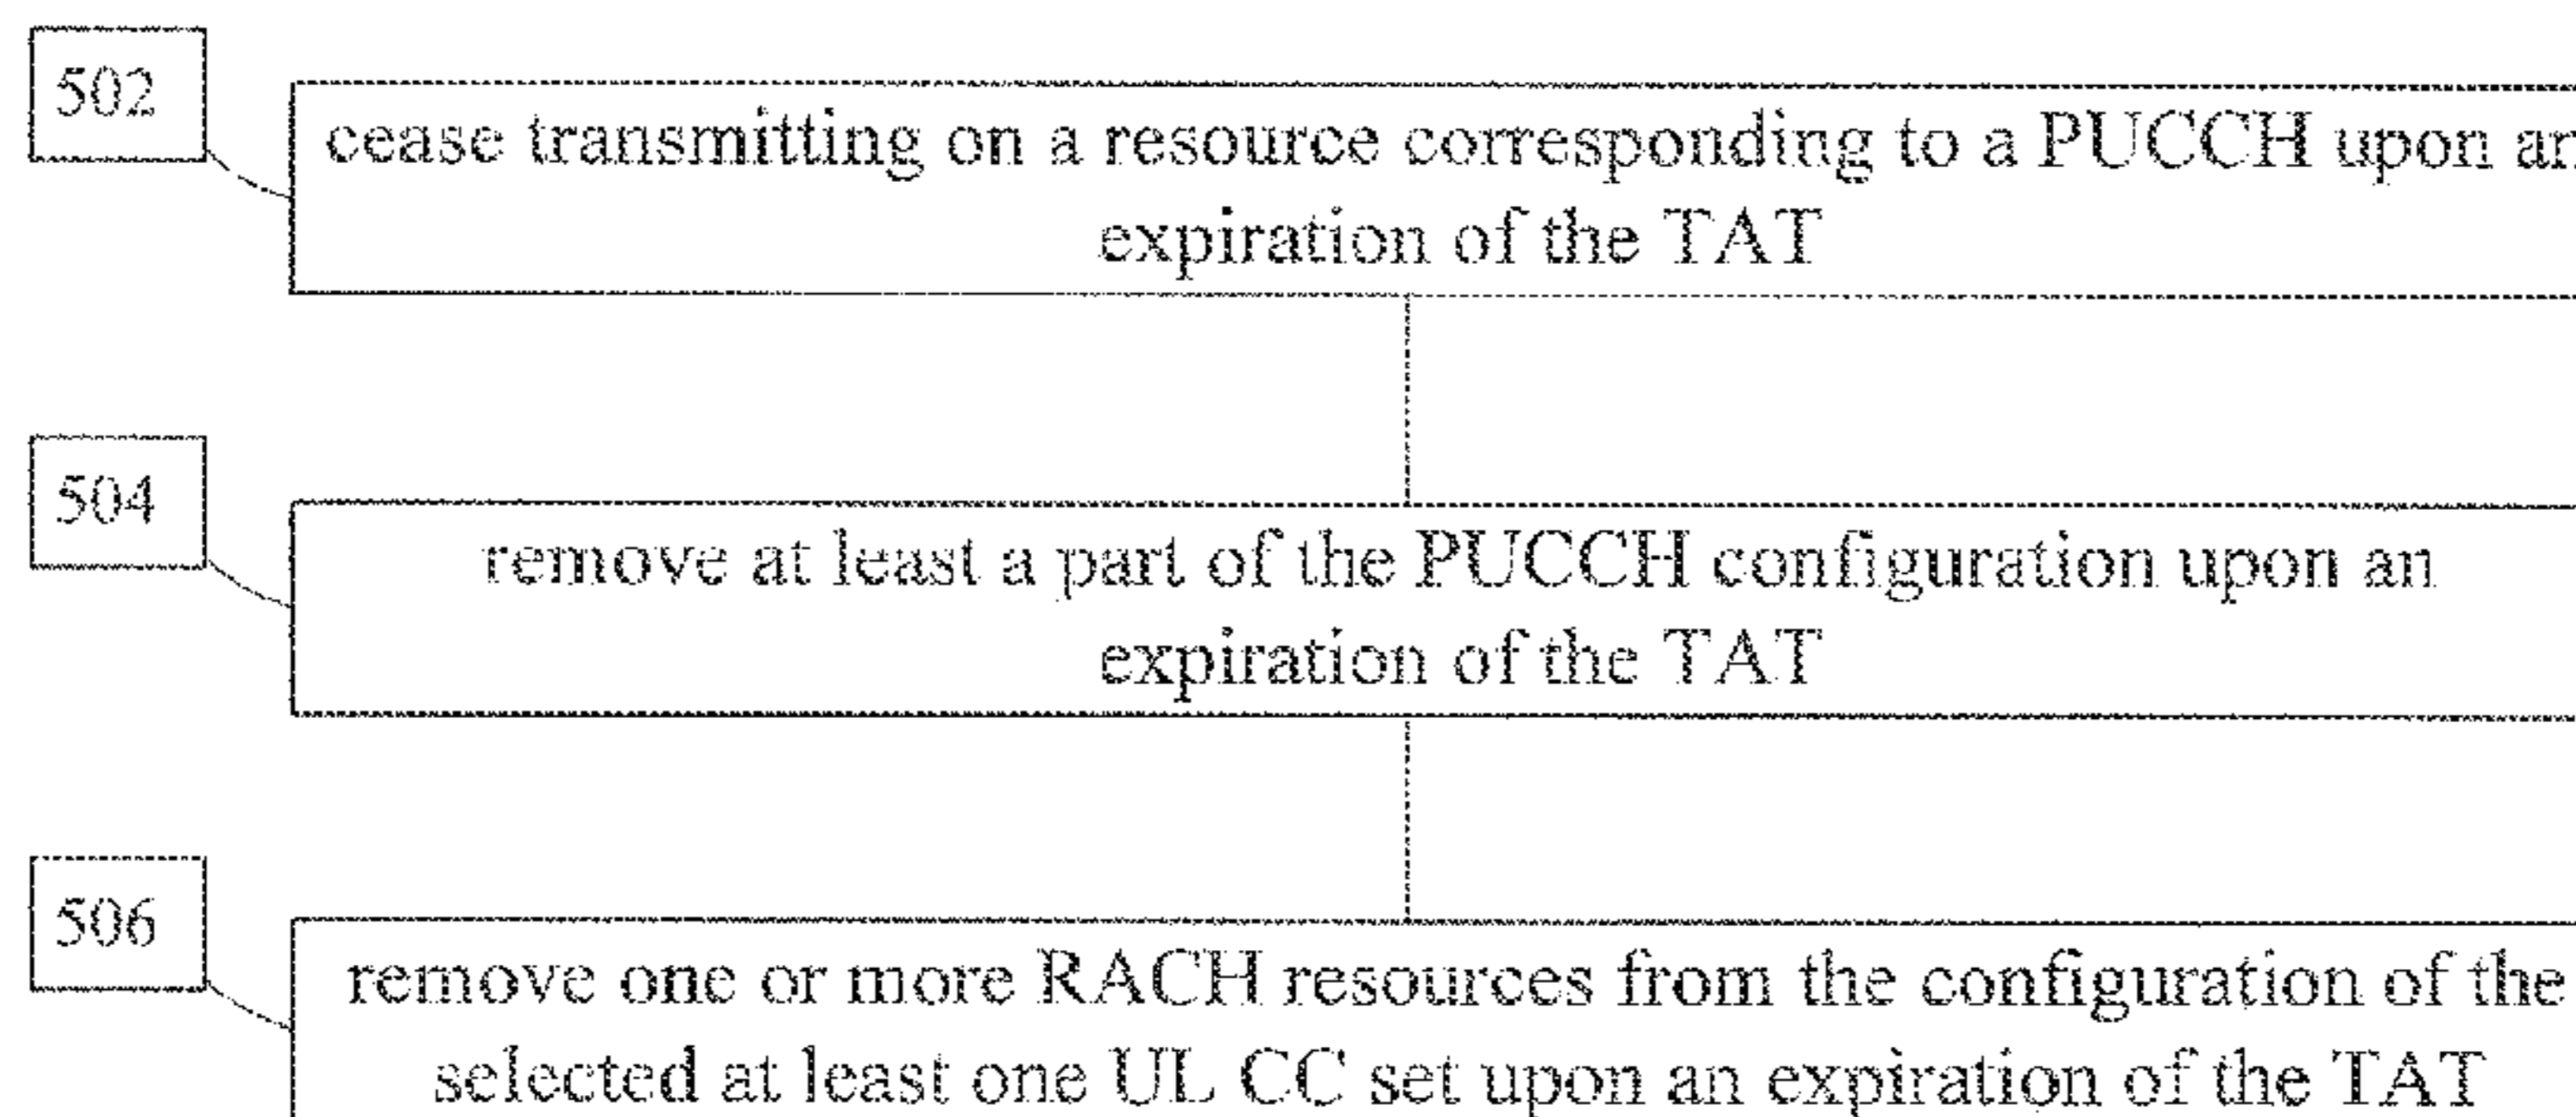 502
cease transmitting on a resource corresponding to a PUCCH upon an
expiration of the TAT
504
remove at least a part of the PUCCH configuration upon an
expiration of the TAT
506
remove one or more RACH resources from the configuration of the
selected at least one UL CC set upon an expiration of the TAT